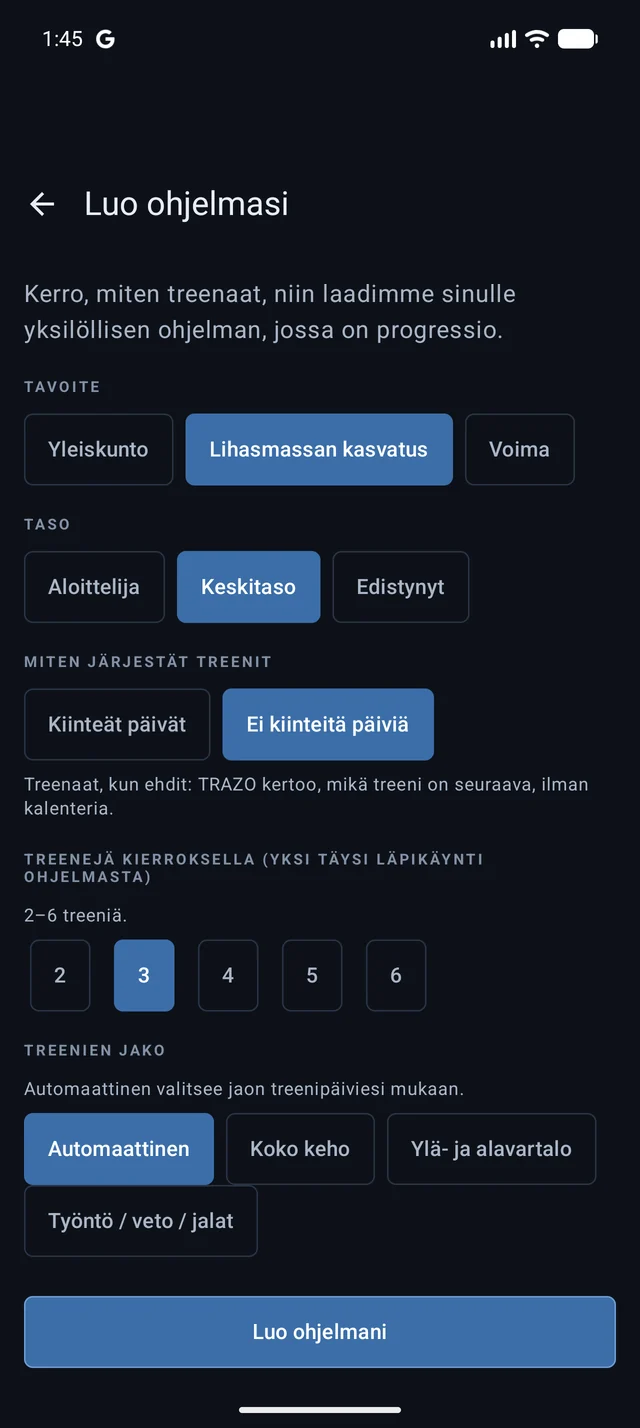 1:45 G
Luo ohjelmasi
Kerro, miten treenaat, niin laadimme sinulle
yksilöllisen ohjelman, jossa on progressio.
TAVOITE
Yleiskunto Lihasmassan kasvatus Voima
TASO
Aloittelija Keskitaso Edistynyt
MITEN JÄRJESTÄT TREENIT
Kiinteät päivät Ei kiinteitä päiviä
Treenaat, kun ehdit: TRAZO kertoo, mikä treeni on seuraava, ilman
kalenteria.
TREENEJÄ KIERROKSELLA (YKSI TÄYSI LÄPIKÄYNTI
OHJELMASTA)
2–6 treeniä.
2 3 4 5 6
TREENIEN JAKO
Automaattinen valitsee jaon treenipäiviesi mukaan.
Automaattinen Koko keho Ylä- ja alavartalo
Työntö / veto / jalat
Luo ohjelmani